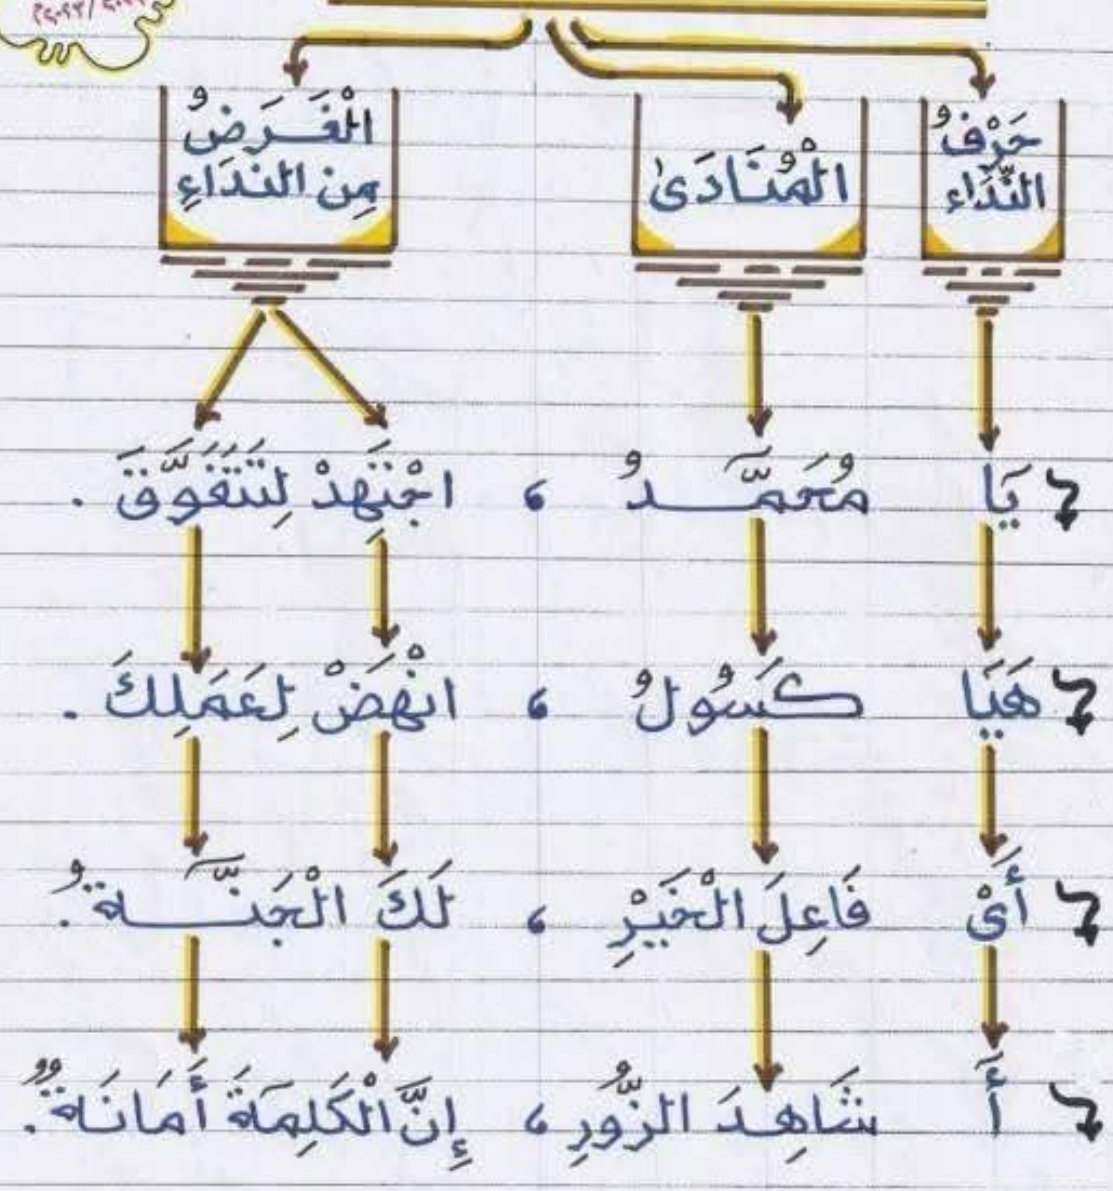 حَرْفُ النِّدَاء
الْمُنَادَىٰ
الْغَرَضُ مِنَ النِّدَاءِ
يَا مُحَمَّدُ ، اجْتَهِدْ لِتَتَفَوَّقَ .
هَيَا كَسُولُ ، انْهَضْ لِعَمَلِكَ .
أَيْ فَاعِلَ الْخَيْرِ ، لَكَ الْجَنَّةُ .
أَ شَاهِدَ الزُّورِ ، إِنَّ الْكَلِمَةَ أَمَانَةٌ .